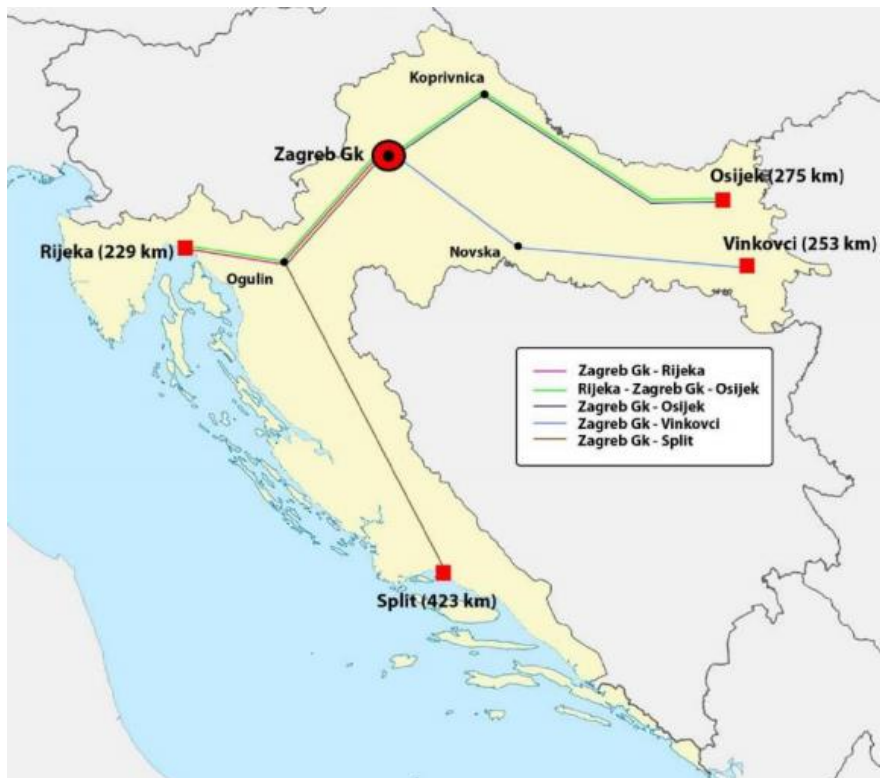 Koprivnica
Zagreb Gk
Osijek (275 km)
Vinkovci (253 km)
Rijeka (229 km)
Novska
Ogulin
Zagreb Gk - Rijeka
Rijeka - Zagreb Gk - Osijek
Zagreb Gk - Osijek
Zagreb Gk - Vinkovci
Zagreb Gk - Split
Split (423 km)